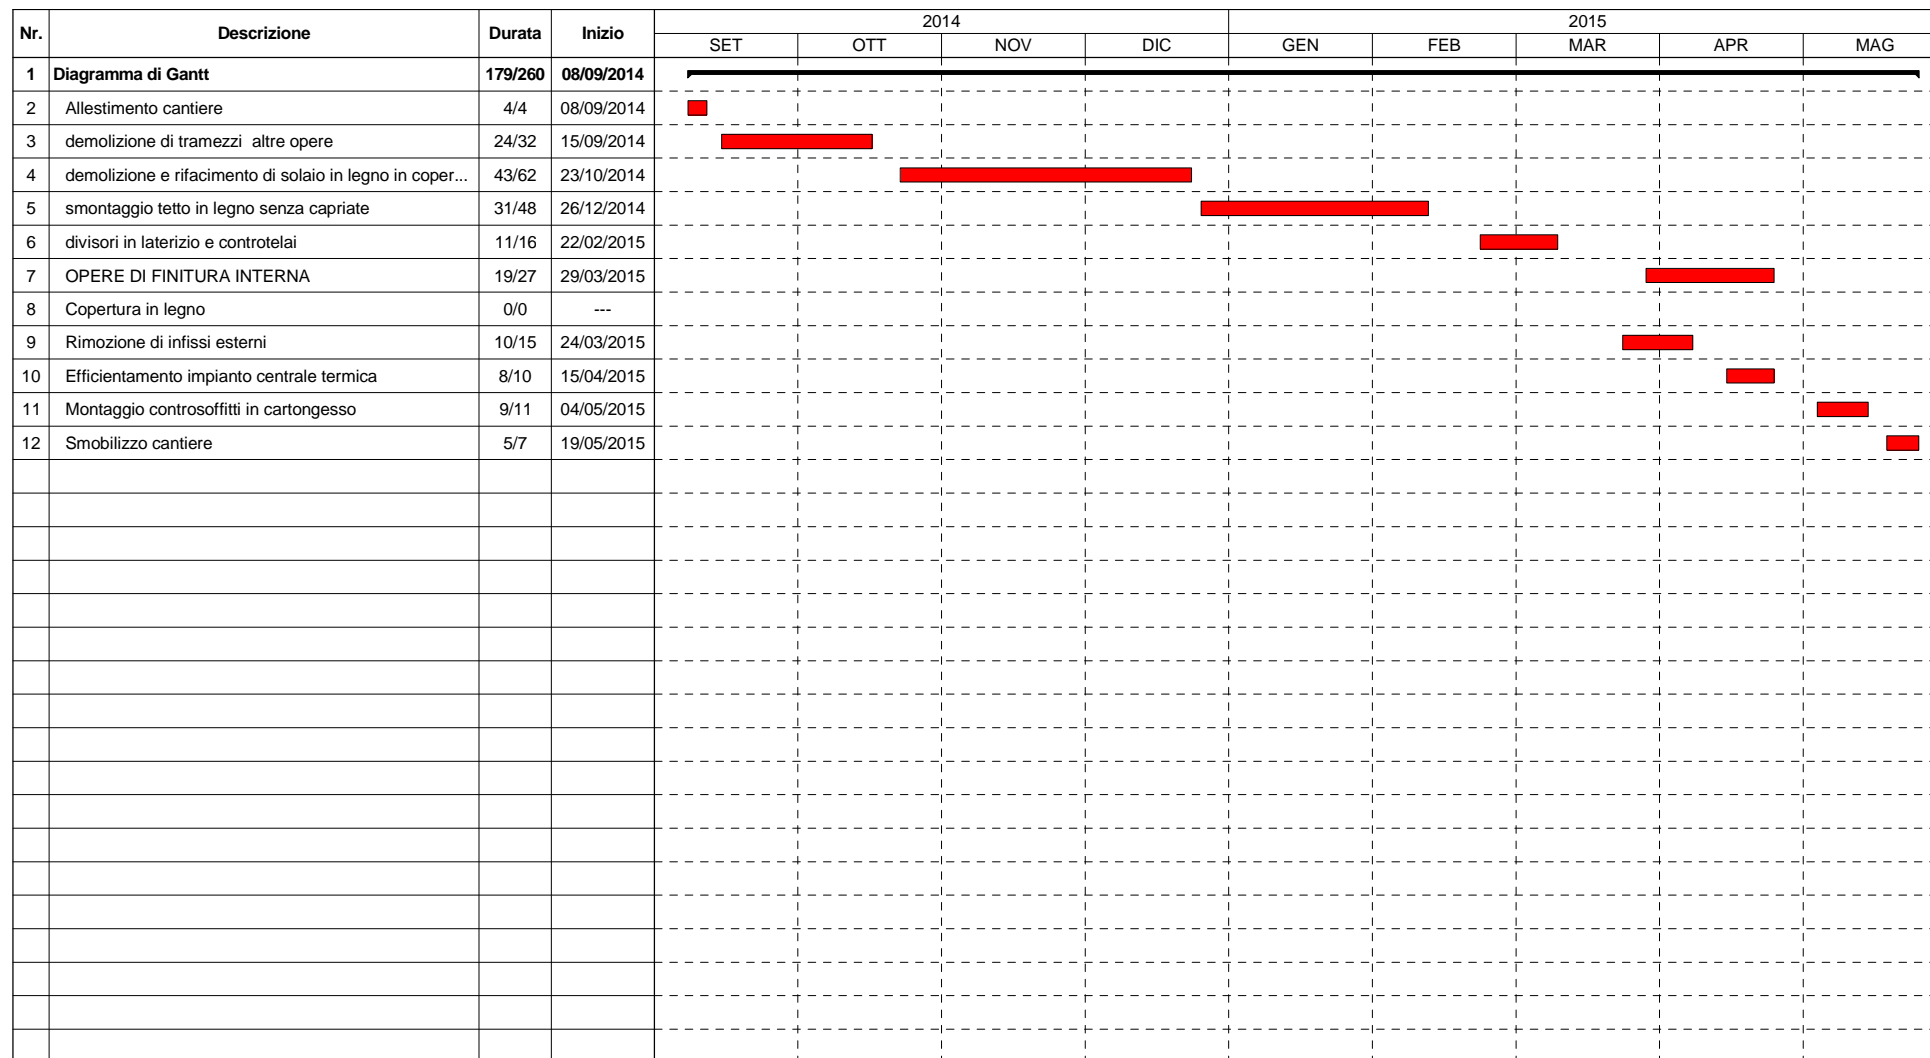 Nr. Descrizione Durata Inizio 2014 2015
SET OTT NOV DIC GEN FEB MAR APR MAG
1 Diagramma di Gantt 179/260 08/09/2014
2 Allestimento cantiere 4/4 08/09/2014
3 demolizione di tramezzi altre opere 24/32 15/09/2014
4 demolizione e rifacimento di solaio in legno in coper... 43/62 23/10/2014
5 smontaggio tetto in legno senza capriate 31/48 26/12/2014
6 divisori in laterizio e controtelai 11/16 22/02/2015
7 OPERE DI FINITURA INTERNA 19/27 29/03/2015
8 Copertura in legno 0/0 ---
9 Rimozione di infissi esterni 10/15 24/03/2015
10 Efficientamento impianto centrale termica 8/10 15/04/2015
11 Montaggio controsoffitti in cartongesso 9/11 04/05/2015
12 Smobilizzo cantiere 5/7 19/05/2015